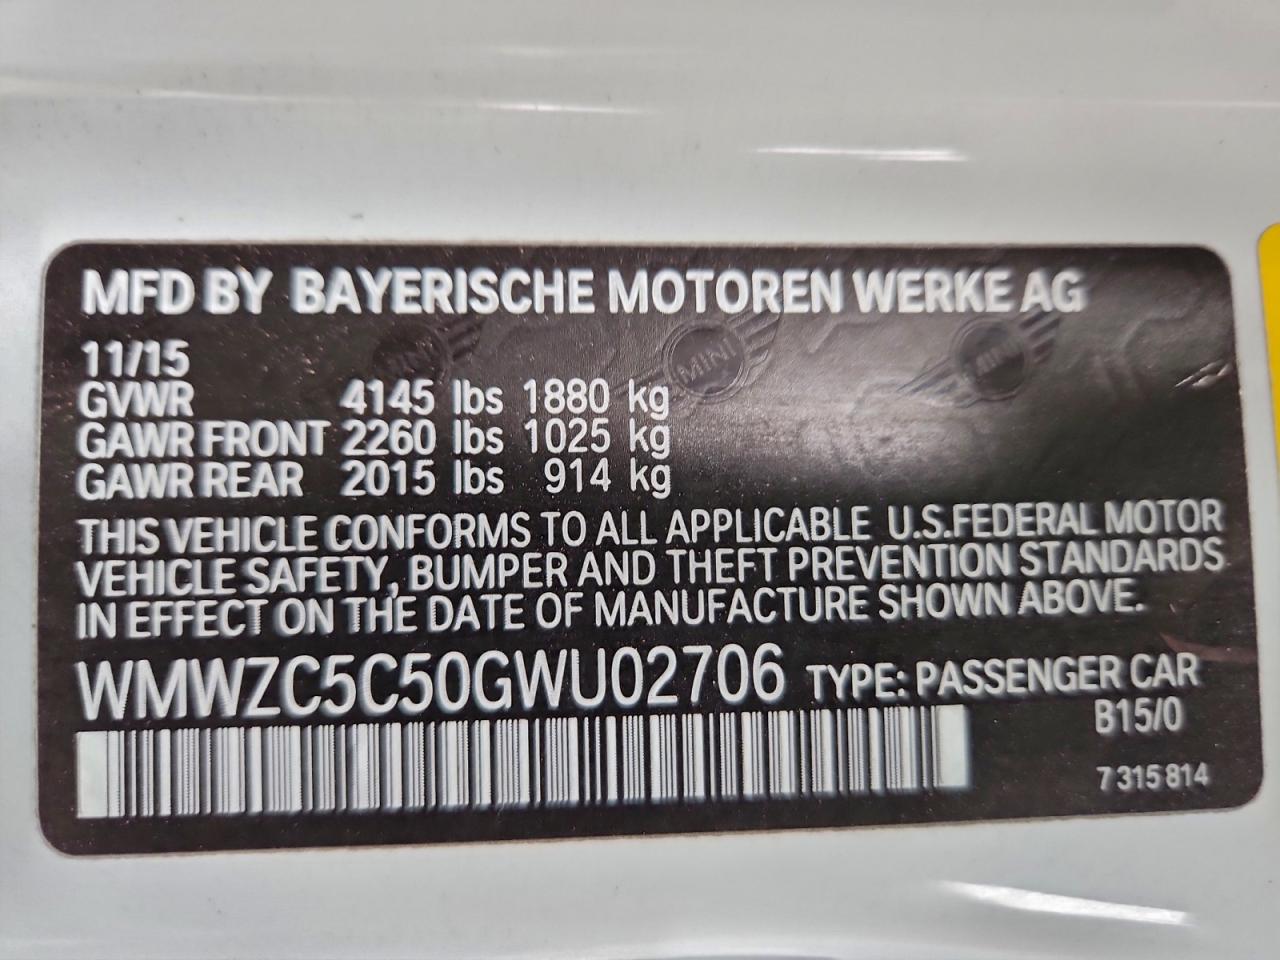 MFD BY BAYERISCHE MOTOREN WERKE AG
11/15
GVWR 4145 lbs 1880 kg
GAWR FRONT 2260 lbs 1025 kg
GAWR REAR 2015 lbs 914 kg
THIS VEHICLE CONFORMS TO ALL APPLICABLE U.S.FEDERAL MOTOR
VEHICLE SAFETY, BUMPER AND THEFT PREVENTION STANDARDS
IN EFFECT ON THE DATE OF MANUFACTURE SHOWN ABOVE.
WMWZC5C50GWU02706 TYPE: PASSENGER CAR
B15/0
7 315 814
MINI
MINI
MINI